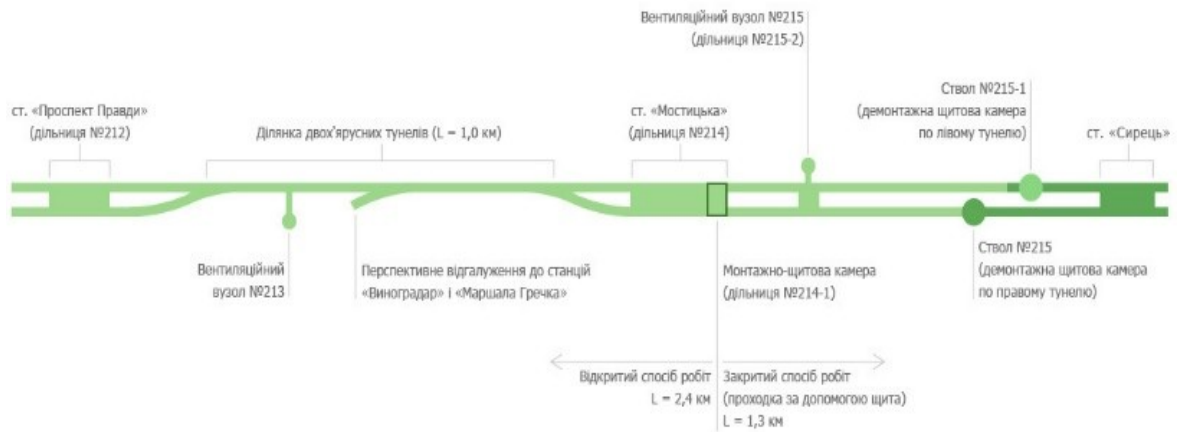 Вентиляційний вузол №215
(дільниця №215-2)
Ствол №215-1
(демонтажна щитова камера
по лівому тунелю)
ст. «Проспект Правди»
(дільниця №212)
Ділянка двох'ярусних тунелів (L = 1,0 км)
ст. «Мостицька»
(дільниця №214)
ст. «Сирець»
Вентиляційний
вузол №213
Перспективне відгалуження до станцій
«Виноградар» і «Маршала Гречка»
Монтажно-щитова камера
(дільниця №214-1)
Ствол №215
(демонтажна щитова камера
по правому тунелю)
Відкритий спосіб робіт
L = 2,4 км
Закритий спосіб робіт
(проходка за допомогою щита)
L = 1,3 км